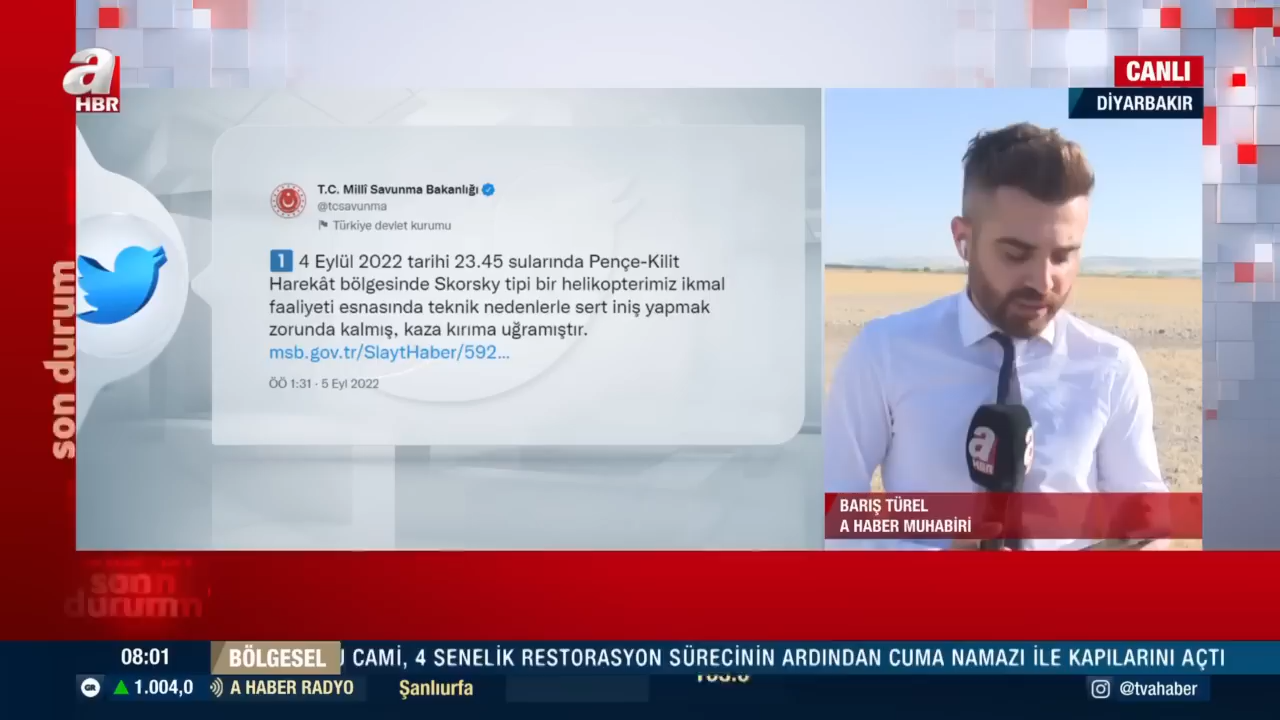 a
HBR
CANLI
DİYARBAKIR
son durum
T.C. Millî Savunma Bakanlığı
@tcsavunma
Türkiye devlet kurumu
1 4 Eylül 2022 tarihi 23.45 sularında Pençe-Kilit
Harekât bölgesinde Skorsky tipi bir helikopterimiz ikmal
faaliyeti esnasında teknik nedenlerle sert iniş yapmak
zorunda kalmış, kaza kırıma uğramıştır.
msb.gov.tr/SlaytHaber/592...
ÖÖ 1:31 · 5 Eyl 2022
a
HBR
BARIŞ TÜREL
A HABER MUHABİRİ
08:01
BÖLGESEL
CAMİ, 4 SENELİK RESTORASYON SÜRECİNİN ARDINDAN CUMA NAMAZI İLE KAPILARINI AÇTI
GR
1.004,0
A HABER RADYO
Şanlıurfa
@tvahaber